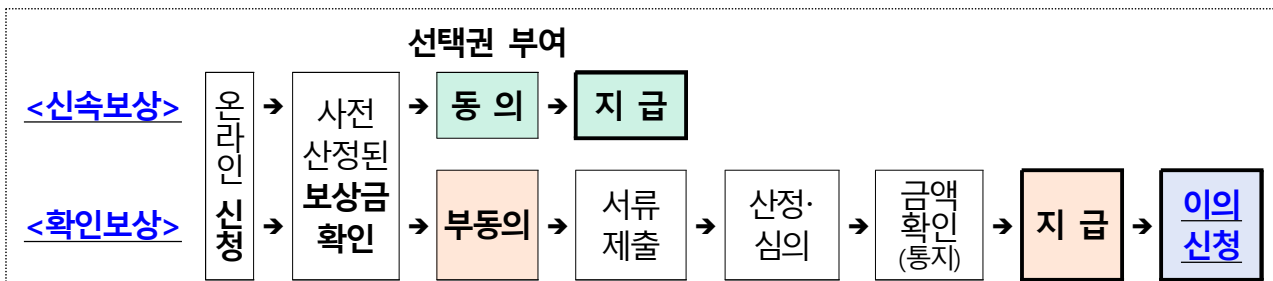 선택권 부여
<신속보상>
온라인 신청
➔
사전
산정된
보상금
확인
➔
동 의
➔
지 급
<확인보상>
➔
➔
부동의
➔
서류
제출
➔
산정·
심의
➔
금액
확인
(통지)
➔
지 급
➔
이의
신청